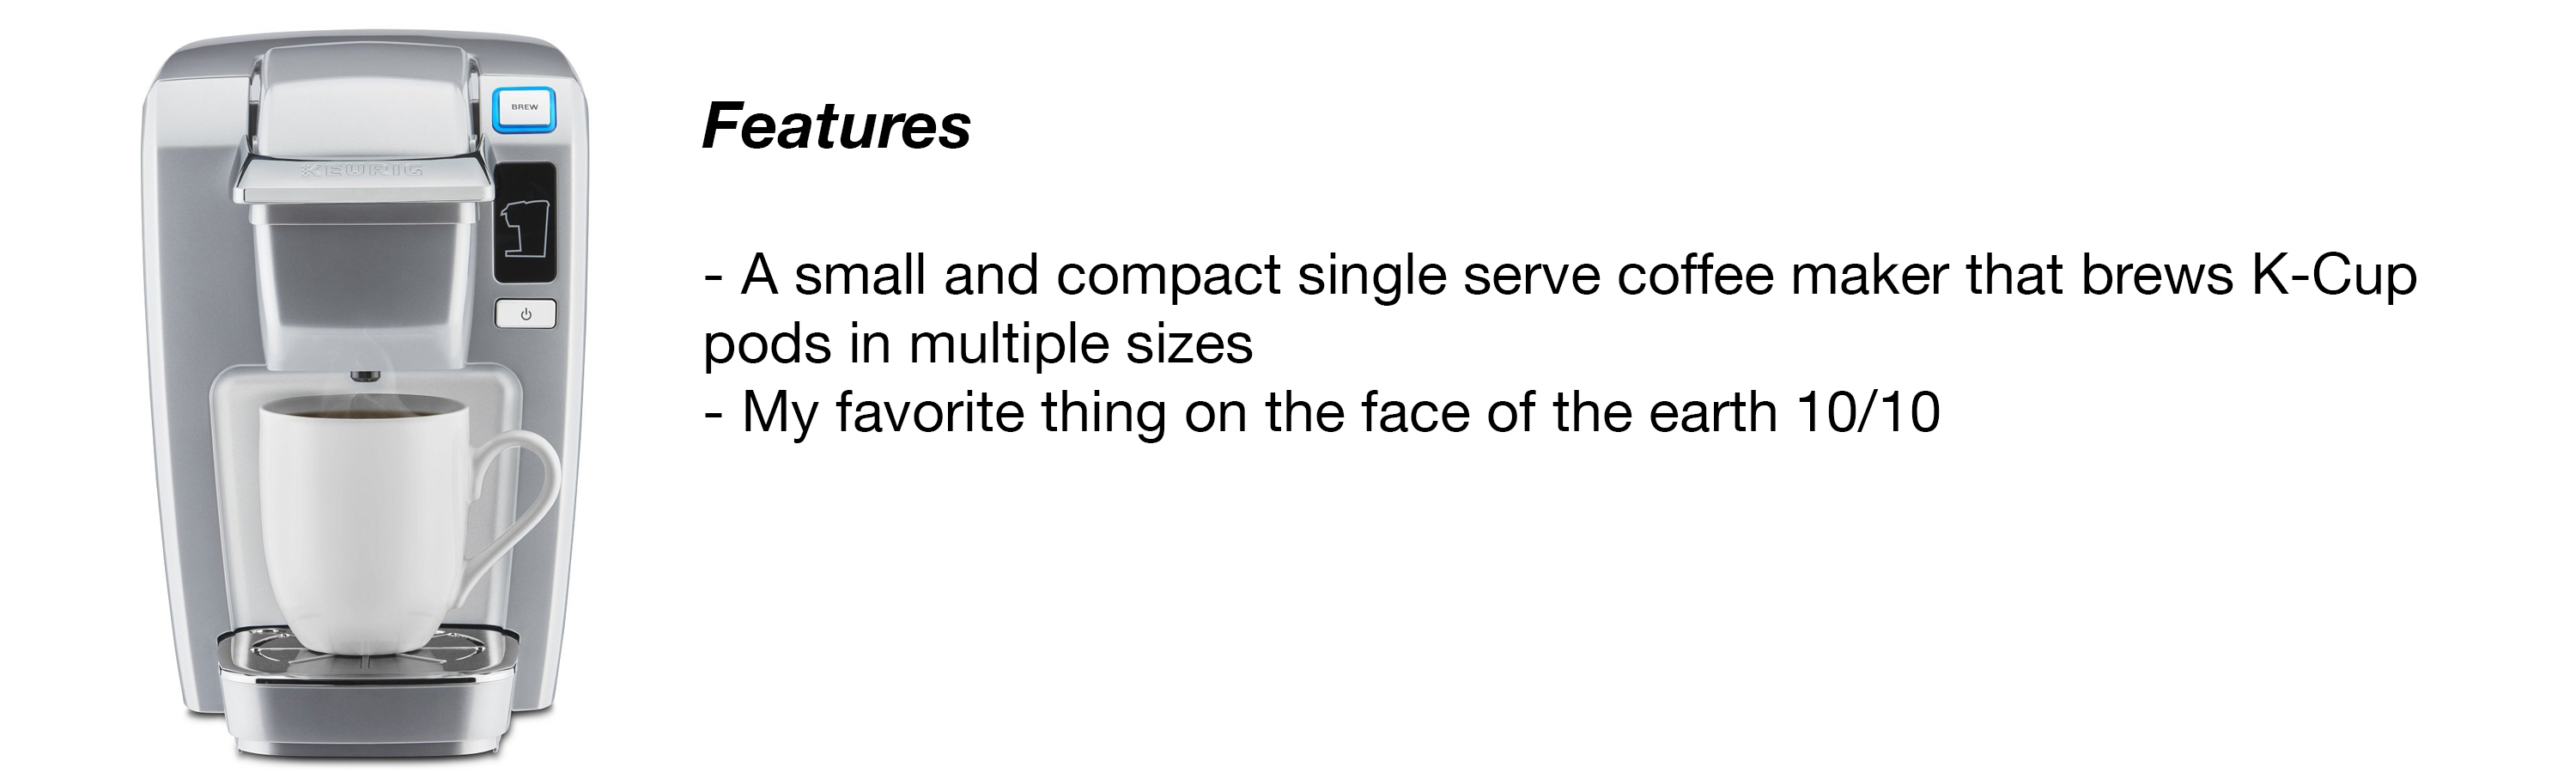 BREW
KEURIG
Features
- A small and compact single serve coffee maker that brews K-Cup
pods in multiple sizes
- My favorite thing on the face of the earth 10/10